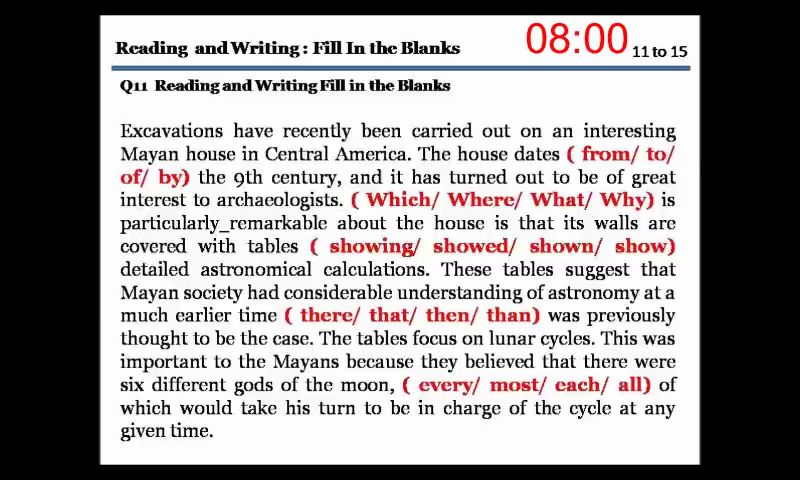 Reading and Writing : Fill In the Blanks
08:00
11 to 15
Q11 Reading and Writing Fill in the Blanks
Excavations have recently been carried out on an interesting
Mayan house in Central America. The house dates ( from/ to/
of/ by) the 9th century, and it has turned out to be of great
interest to archaeologists. ( Which/ Where/ What/ Why) is
particularly_remarkable about the house is that its walls are
covered with tables ( showing/ showed/ shown/ show)
detailed astronomical calculations. These tables suggest that
Mayan society had considerable understanding of astronomy at a
much earlier time ( there/ that/ then/ than) was previously
thought to be the case. The tables focus on lunar cycles. This was
important to the Mayans because they believed that there were
six different gods of the moon, ( every/ most/ each/ all) of
which would take his turn to be in charge of the cycle at any
given time.